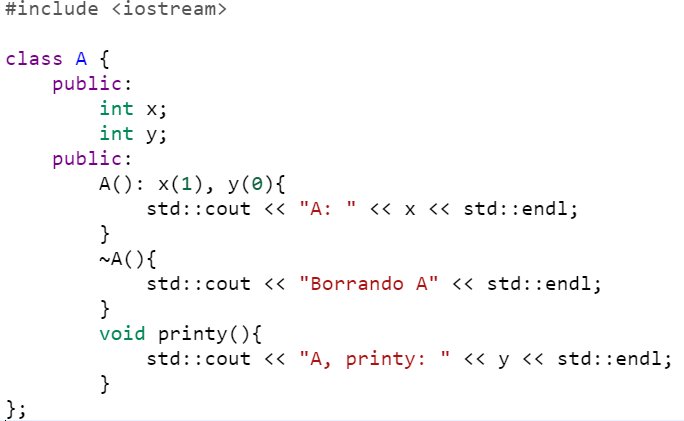 #include <iostream>

class A {
    public:
        int x;
        int y;
    public:
        A(): x(1), y(0){
            std::cout << "A: " << x << std::endl;
        }
        ~A(){
            std::cout << "Borrando A" << std::endl;
        }
        void printy(){
            std::cout << "A, printy: " << y << std::endl;
        }
};